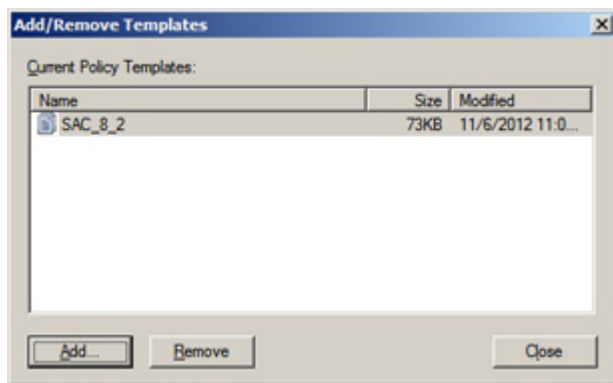 Add/Remove Templates
Current Policy Templates:
Name Size Modified
SAC_8_2 73KB 11/6/2012 11:0...
Add... Remove Close